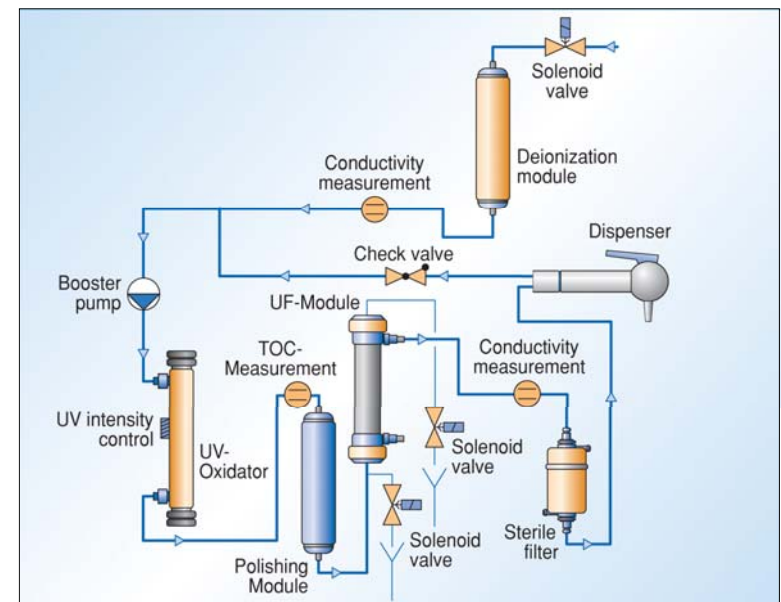 Solenoid
valve
Deionization
module
Conductivity
measurement
Dispenser
Check valve
Booster
pump
UF-Module
TOC-
Measurement
Conductivity
measurement
UV intensity
control
UV-
Oxidator
Solenoid
valve
Sterile
filter
Solenoid
valve
Polishing
Module